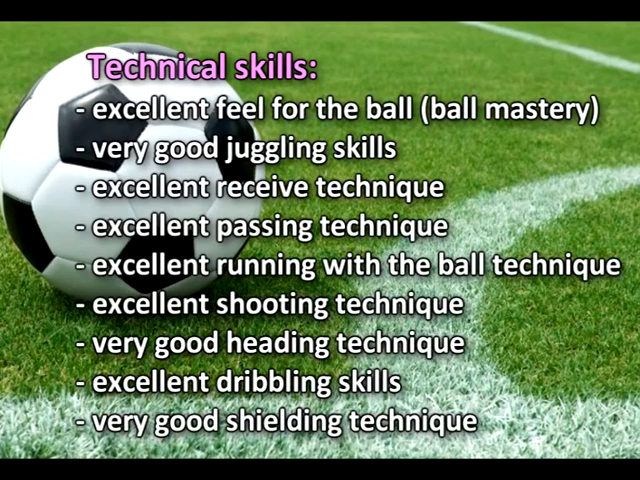 Technical skills:
- excellent feel for the ball (ball mastery)
- very good juggling skills
- excellent receive technique
- excellent passing technique
- excellent running with the ball technique
- excellent shooting technique
- very good heading technique
- excellent dribbling skills
- very good shielding technique